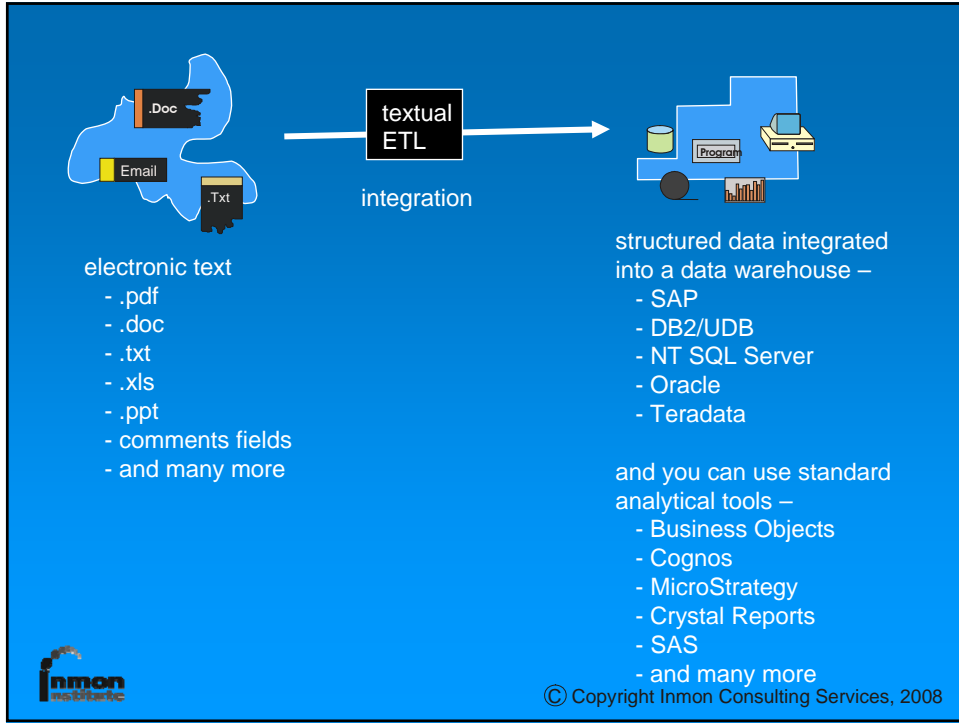 .Doc
Email
.Txt
textual
ETL
integration
Program
electronic text
- .pdf
- .doc
- .txt
- .xls
- .ppt
- comments fields
- and many more
structured data integrated
into a data warehouse –
- SAP
- DB2/UDB
- NT SQL Server
- Oracle
- Teradata
and you can use standard
analytical tools –
- Business Objects
- Cognos
- MicroStrategy
- Crystal Reports
- SAS
- and many more
Inmon
Institute
© Copyright Inmon Consulting Services, 2008